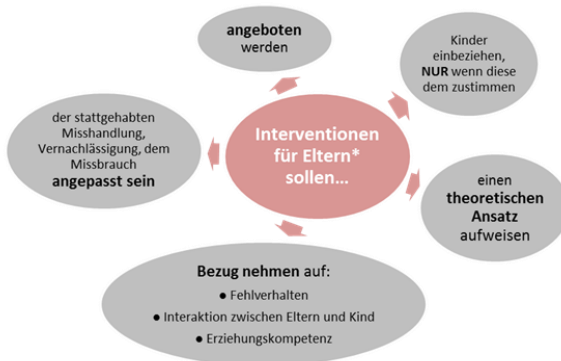 angeboten
werden
Kinder
einbeziehen,
NUR wenn diese
dem zustimmen
der stattgehabten
Misshandlung,
Vernachlässigung, dem
Missbrauch
angepasst sein
Interventionen
für Eltern*
sollen...
einen
theoretischen
Ansatz
aufweisen
Bezug nehmen auf:
● Fehlverhalten
● Interaktion zwischen Eltern und Kind
● Erziehungskompetenz